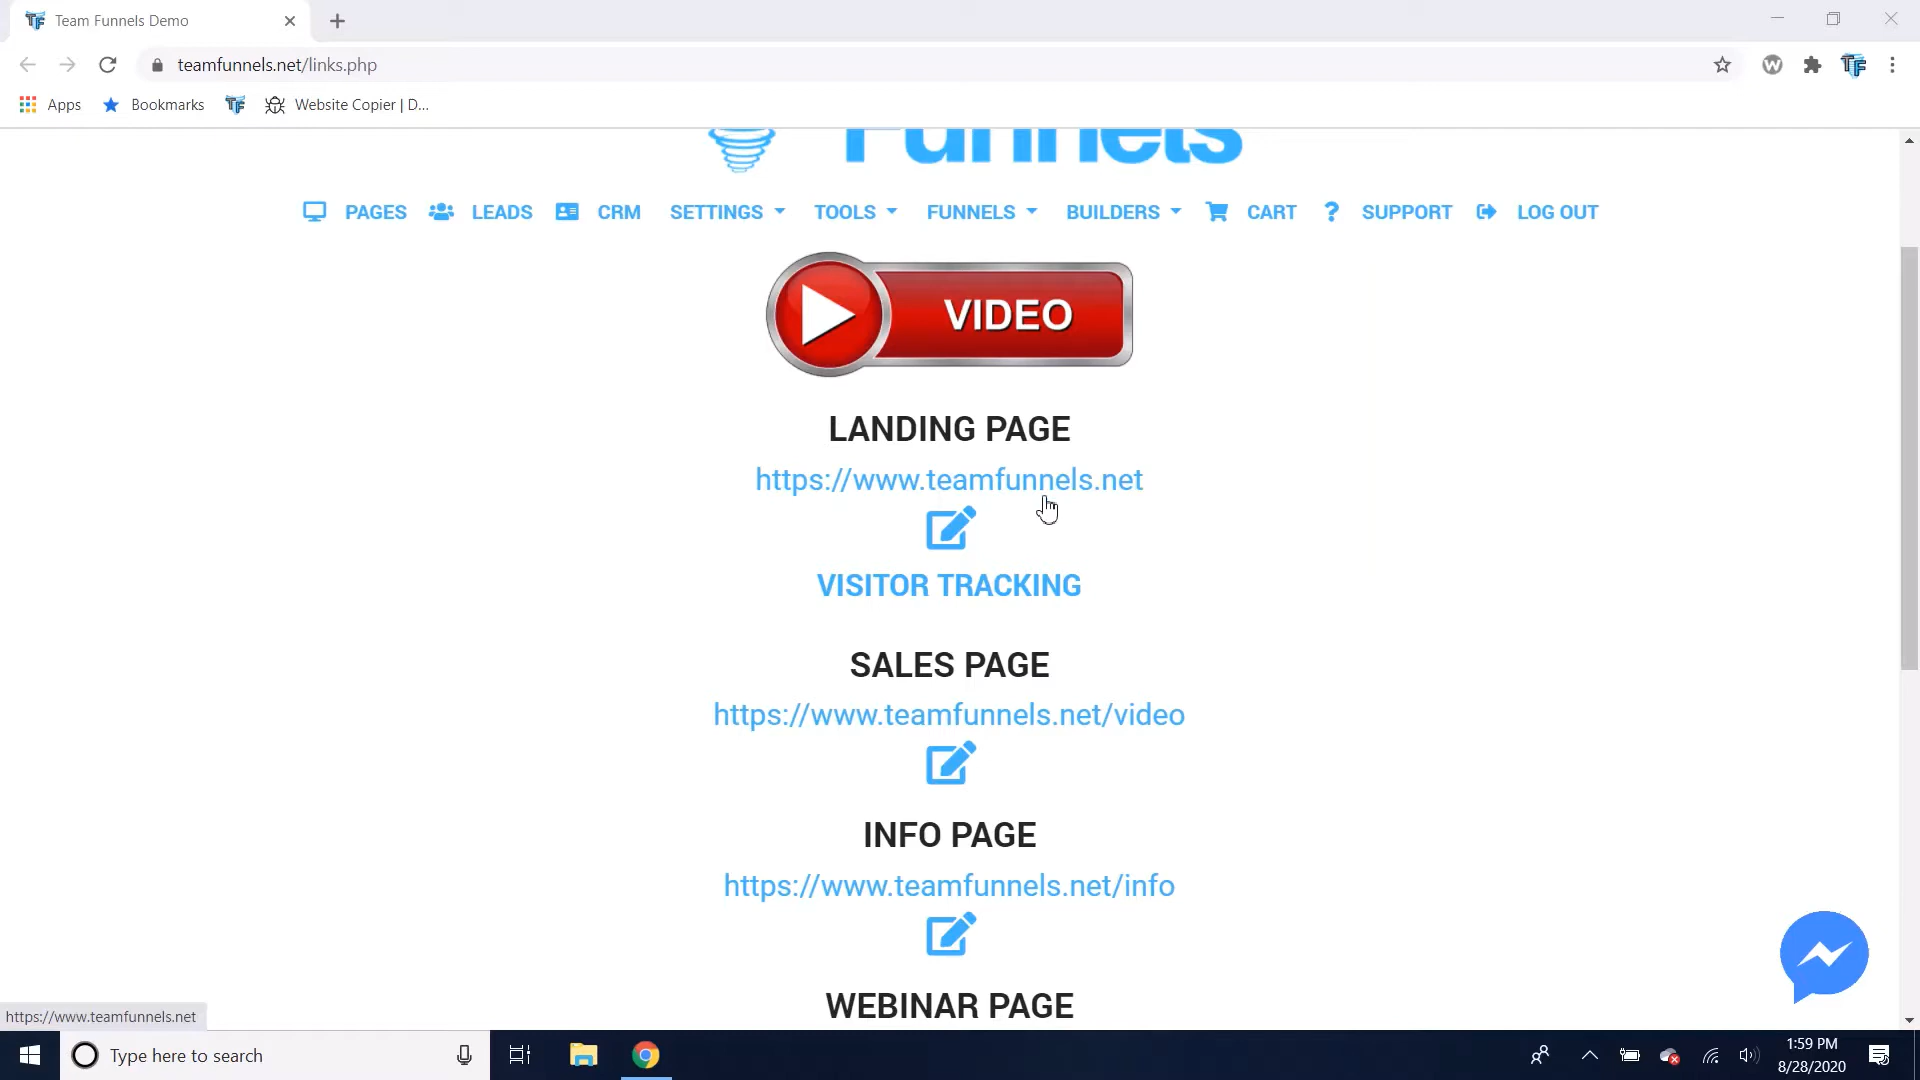 Team Funnels Demo
teamfunnels.net/links.php
Apps Bookmarks Website Copier | D...
Funnels
PAGES LEADS CRM SETTINGS TOOLS FUNNELS BUILDERS CART ? SUPPORT LOG OUT
VIDEO
LANDING PAGE
https://www.teamfunnels.net
VISITOR TRACKING
SALES PAGE
https://www.teamfunnels.net/video
INFO PAGE
https://www.teamfunnels.net/info
WEBINAR PAGE
https://www.teamfunnels.net
Type here to search
1:59 PM
8/28/2020